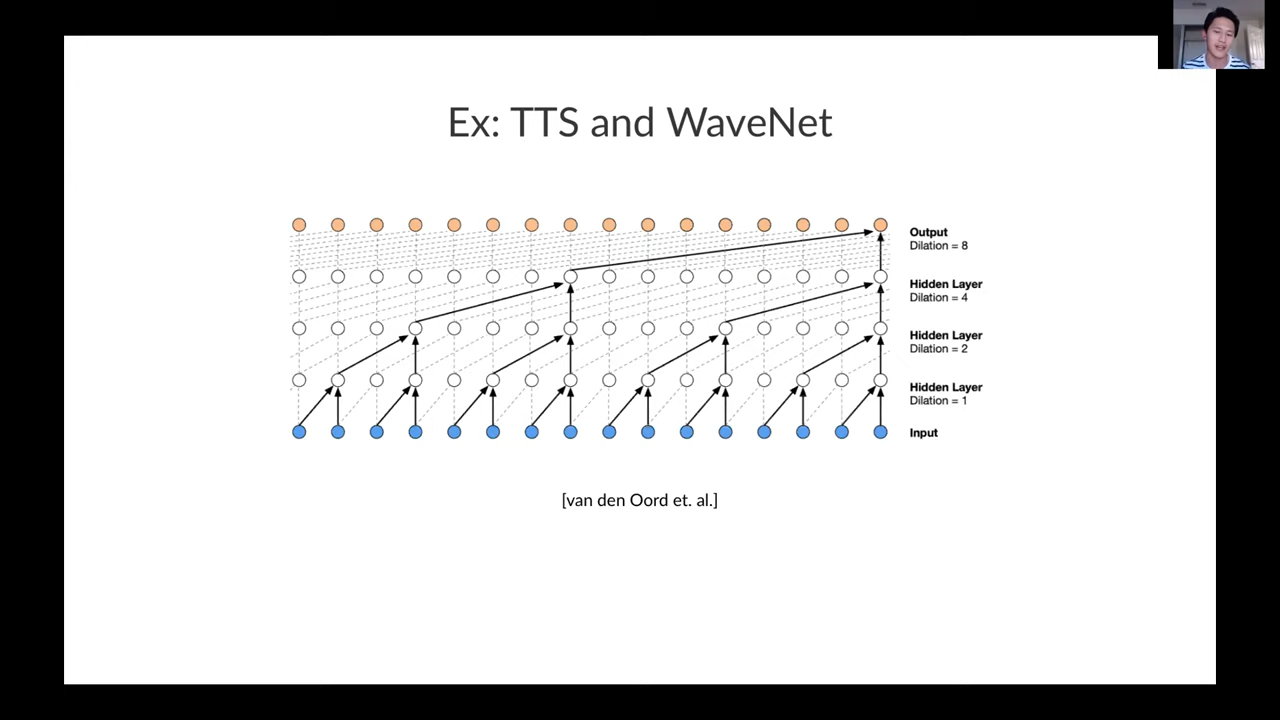 Ex: TTS and WaveNet
Output
Dilation = 8
Hidden Layer
Dilation = 4
Hidden Layer
Dilation = 2
Hidden Layer
Dilation = 1
Input
[van den Oord et. al.]